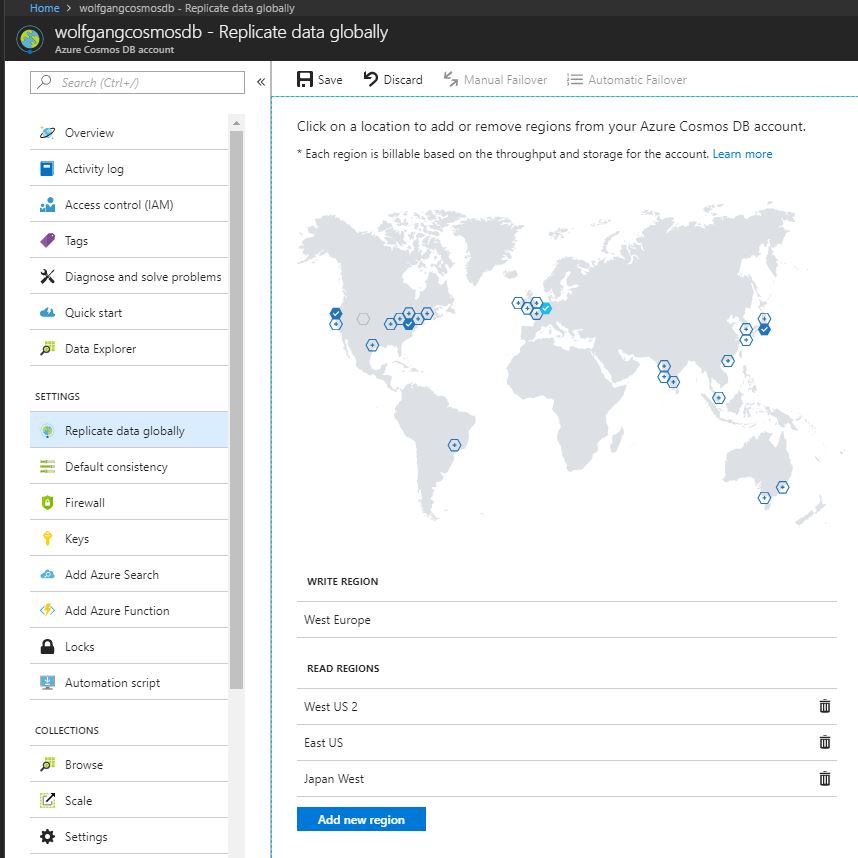 Home > wolfgangcosmosdb - Replicate data globally
wolfgangcosmosdb - Replicate data globally
Azure Cosmos DB account
Search (Ctrl+/)
«
Overview
Activity log
Access control (IAM)
Tags
Diagnose and solve problems
Quick start
Data Explorer
SETTINGS
Replicate data globally
Default consistency
Firewall
Keys
Add Azure Search
Add Azure Function
Locks
Automation script
COLLECTIONS
Browse
Scale
Settings
Save Discard Manual Failover Automatic Failover
Click on a location to add or remove regions from your Azure Cosmos DB account.
* Each region is billable based on the throughput and storage for the account. Learn more
WRITE REGION
West Europe
READ REGIONS
West US 2
East US
Japan West
Add new region